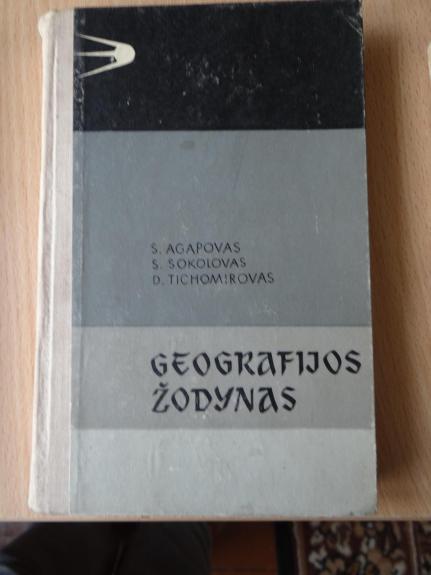 S. AGAPOVAS
S. SOKOLOVAS
D. TICHOMIROVAS
GEOGRAFIJOS
ŽODYNAS